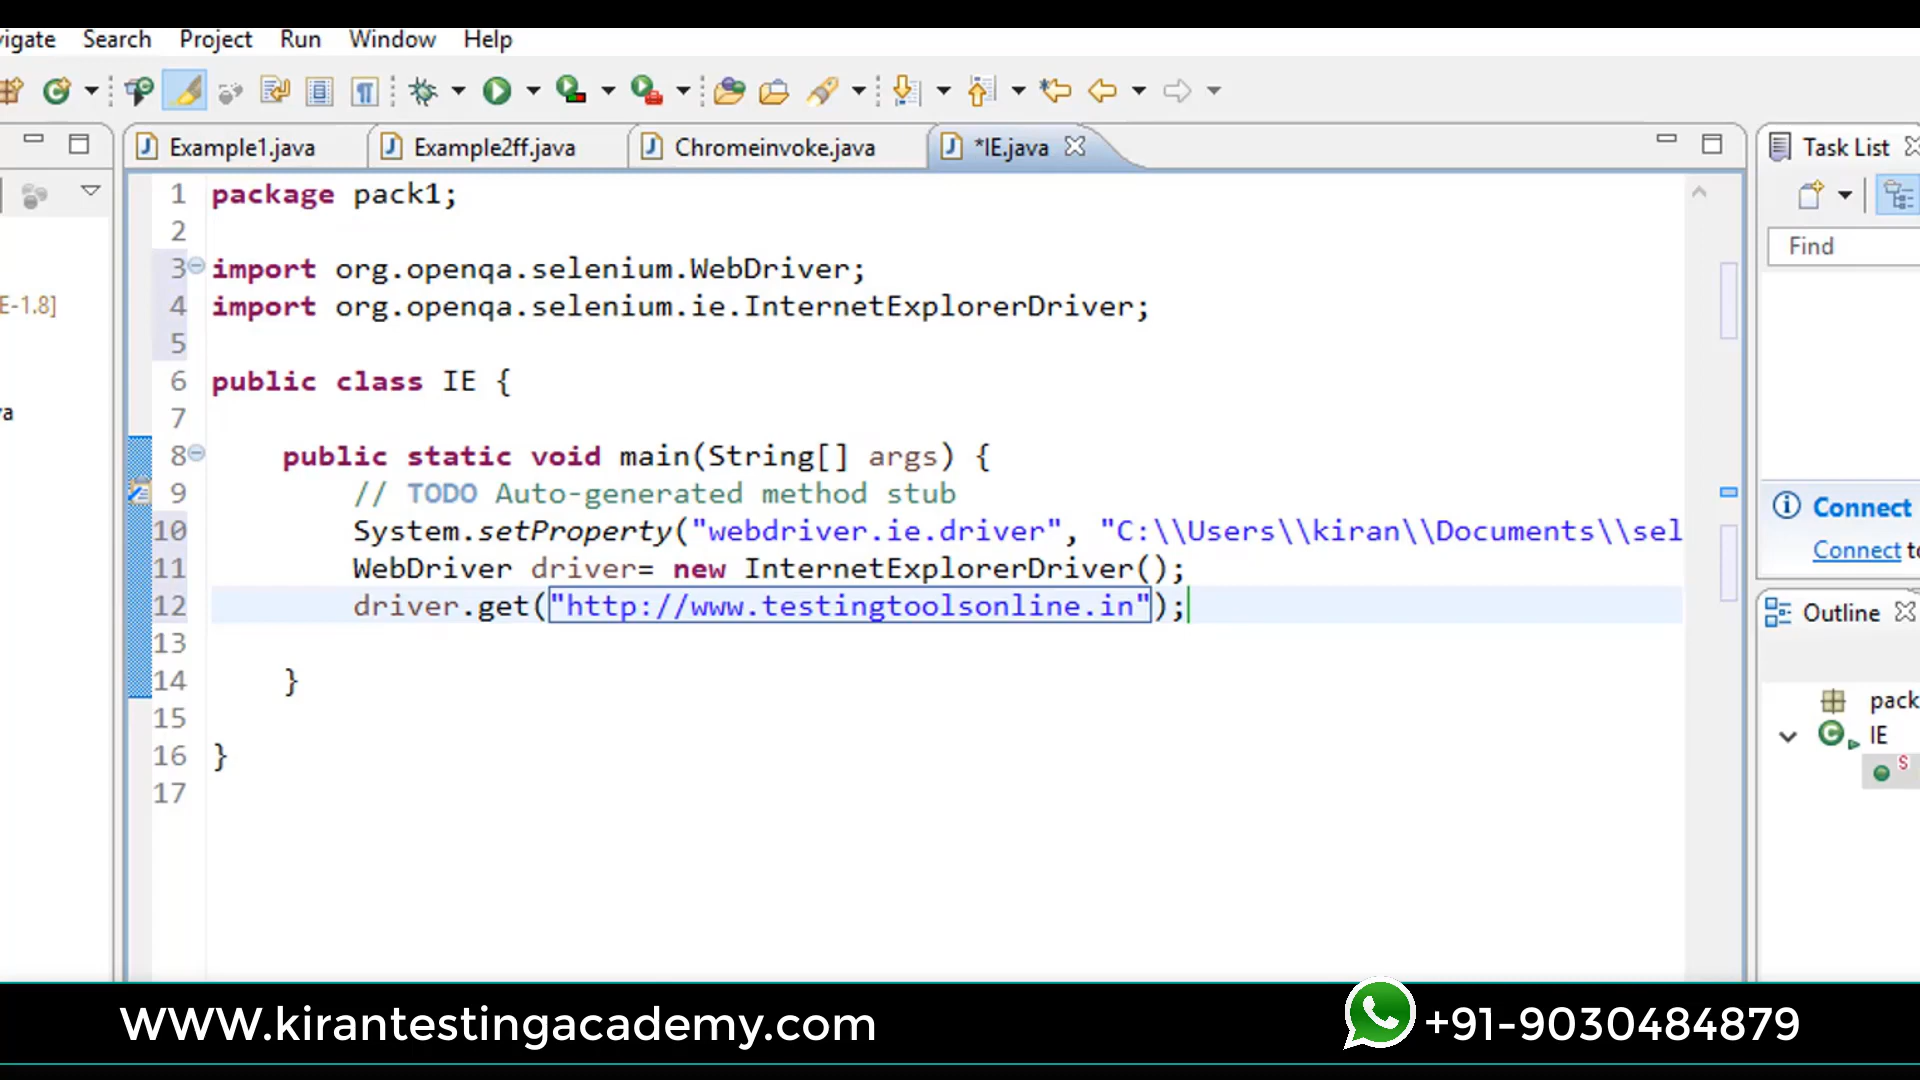 vigate Search Project Run Window Help
Example1.java Example2ff.java Chromeinvoke.java *IE.java Task List
Find
E-1.8]
va
1 package pack1;
2
3 import org.openqa.selenium.WebDriver;
4 import org.openqa.selenium.ie.InternetExplorerDriver;
5
6 public class IE {
7
8 public static void main(String[] args) {
9 // TODO Auto-generated method stub
10 System.setProperty("webdriver.ie.driver", "C:\\Users\\kiran\\Documents\\sel
11 WebDriver driver= new InternetExplorerDriver();
12 driver.get("http://www.testingtoolsonline.in");
13
14 }
15
16 }
17
Connect
Connect to
Outline
pack
IE
S
WWW.kirantestingacademy.com
+91-9030484879